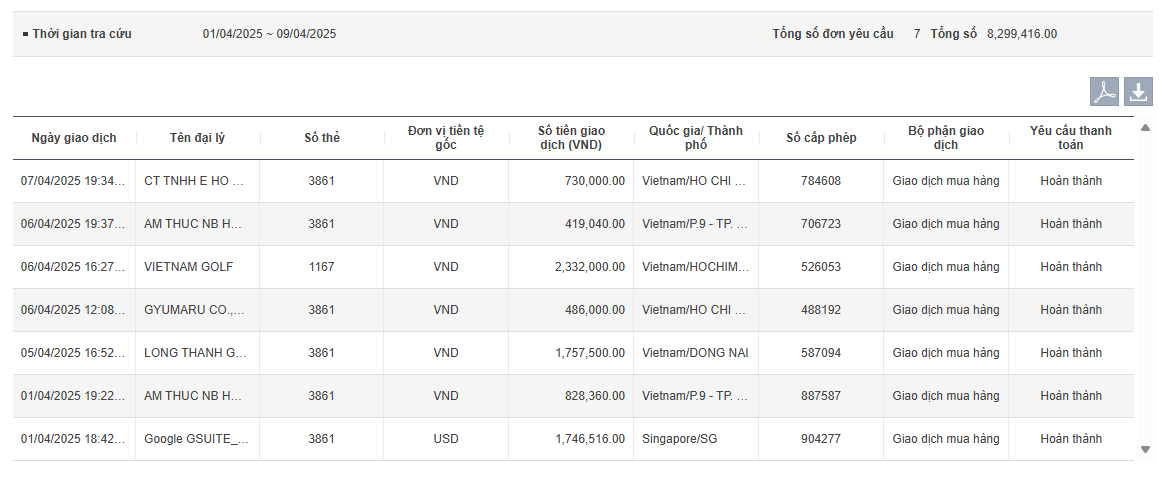 Thời gian tra cứu 01/04/2025 ~ 09/04/2025 Tổng số đơn yêu cầu 7 Tổng số 8,299,416.00
Ngày giao dịch Tên đại lý Số thẻ Đơn vị tiền tệ gốc Số tiền giao dịch (VND) Quốc gia/ Thành phố Số cấp phép Bộ phận giao dịch Yêu cầu thanh toán
07/04/2025 19:34... CT TNHH E HO ... 3861 VND 730,000.00 Vietnam/HO CHI ... 784608 Giao dịch mua hàng Hoàn thành
06/04/2025 19:37... AM THUC NB H... 3861 VND 419,040.00 Vietnam/P.9 - TP. ... 706723 Giao dịch mua hàng Hoàn thành
06/04/2025 16:27... VIETNAM GOLF 1167 VND 2,332,000.00 Vietnam/HOCHIM... 526053 Giao dịch mua hàng Hoàn thành
06/04/2025 12:08... GYUMARU CO.,... 3861 VND 486,000.00 Vietnam/HO CHI ... 488192 Giao dịch mua hàng Hoàn thành
05/04/2025 16:52... LONG THANH G... 3861 VND 1,757,500.00 Vietnam/DONG NAI 587094 Giao dịch mua hàng Hoàn thành
01/04/2025 19:22... AM THUC NB H... 3861 VND 828,360.00 Vietnam/P.9 - TP. ... 887587 Giao dịch mua hàng Hoàn thành
01/04/2025 18:42... Google GSUITE_... 3861 USD 1,746,516.00 Singapore/SG 904277 Giao dịch mua hàng Hoàn thành